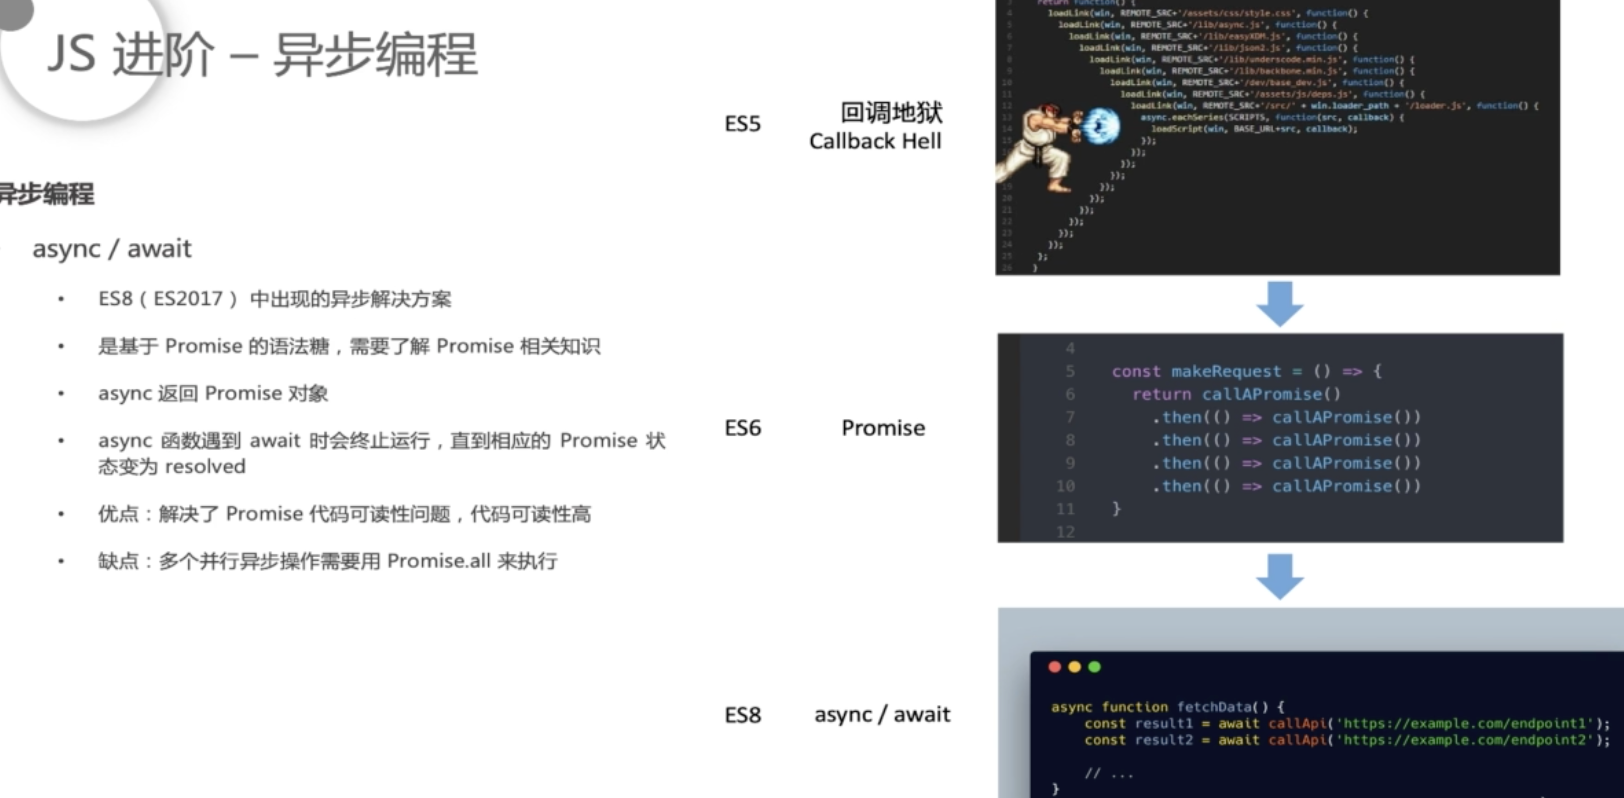 JS 进阶 – 异步编程
异步编程
async / await
• ES8（ES2017） 中出现的异步解决方案
• 是基于 Promise 的语法糖，需要了解 Promise 相关知识
• async 返回 Promise 对象
• async 函数遇到 await 时会终止运行，直到相应的 Promise 状
态变为 resolved
• 优点：解决了 Promise 代码可读性问题，代码可读性高
• 缺点：多个并行异步操作需要用 Promise.all 来执行
ES5
回调地狱
Callback Hell
return function() {
loadLink(win, REMOTE_SRC+'/assets/css/style.css', function() {
loadLink(win, REMOTE_SRC+'/lib/async.js', function() {
loadLink(win, REMOTE_SRC+'/lib/easyXDM.js', function() {
loadLink(win, REMOTE_SRC+'/lib/json2.js', function() {
loadLink(win, REMOTE_SRC+'/lib/underscode.min.js', function() {
loadLink(win, REMOTE_SRC+'/lib/backbone.min.js', function() {
loadLink(win, REMOTE_SRC+'/dev/base_dev.js', function() {
loadLink(win, REMOTE_SRC+'/assets/js/deps.js', function() {
loadLink(win, REMOTE_SRC+'/src/' + win.loader_path + '/loader.js', function() {
async.eachSeries(SCRIPTS, function(src, callback) {
loadScript(win, BASE_URL+src, callback);
});
});
});
});
});
});
});
});
});
});
};
}
ES6
Promise
4
5 const makeRequest = () => {
6 return callAPromise()
7 .then(() => callAPromise())
8 .then(() => callAPromise())
9 .then(() => callAPromise())
10 .then(() => callAPromise())
11 }
12
ES8
async / await
async function fetchData() {
const result1 = await callApi('https://example.com/endpoint1');
const result2 = await callApi('https://example.com/endpoint2');
// ...
}